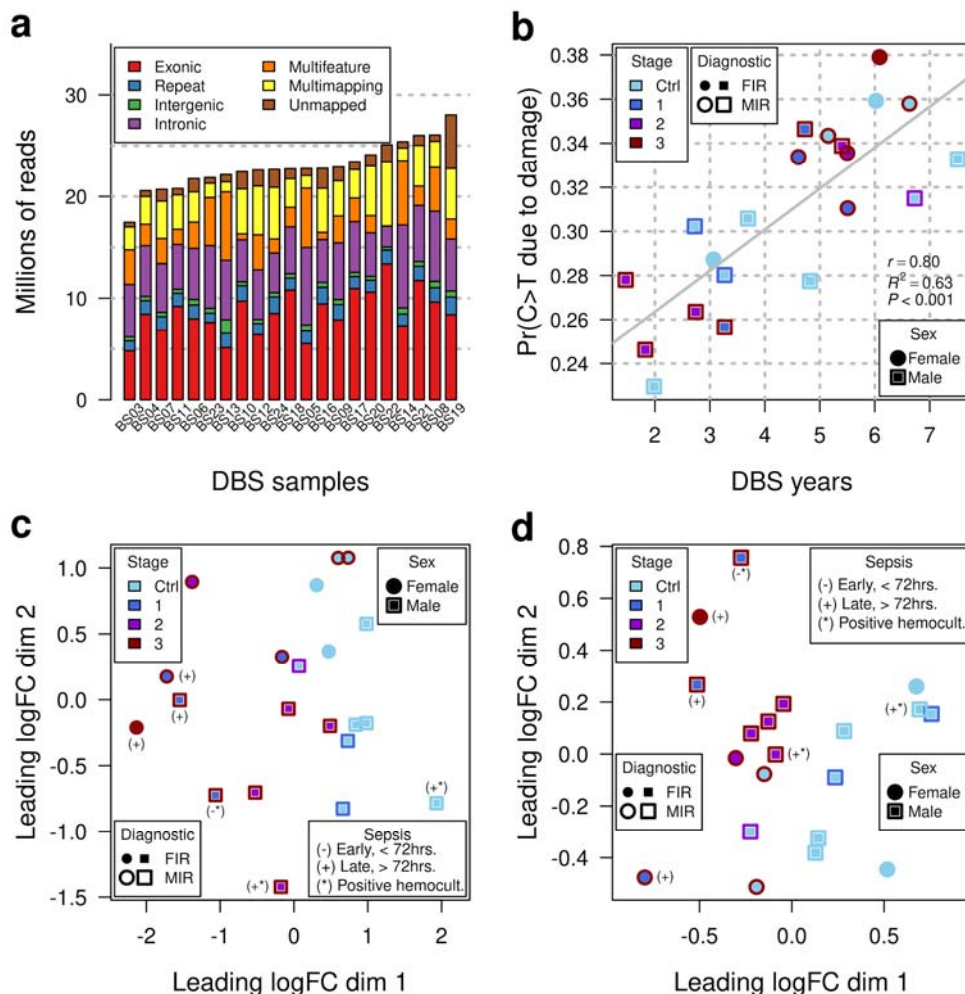 a
Millions of reads
30
20
10
0
Exonic
Repeat
Intergenic
Intronic
Multifeature
Multimapping
Unmapped
BS03 BS04 BS07 BS11 BS06 BS23 BS13 BS10 BS12 BS24 BS18 BS05 BS16 BS09 BS17 BS20 BS22 BS14 BS21 BS08 BS19
DBS samples
b
Pr(C>T due to damage)
0.38
0.36
0.34
0.32
0.30
0.28
0.26
0.24
Stage
Ctrl
1
2
3
Diagnostic
FIR
MIR
r = 0.80
R² = 0.63
P < 0.001
Sex
Female
Male
2 3 4 5 6 7
DBS years
c
Leading logFC dim 2
1.0
0.5
0.0
-0.5
-1.0
-1.5
Stage
Ctrl
1
2
3
Sex
Female
Male
(+)
(+)
(+)
(-*)
(+*)
(+*)
Diagnostic
FIR
MIR
Sepsis
(-) Early, < 72hrs.
(+) Late, > 72hrs.
(*) Positive hemocult.
-2 -1 0 1 2
Leading logFC dim 1
d
Leading logFC dim 2
0.8
0.6
0.4
0.2
0.0
-0.2
-0.4
Stage
Ctrl
1
2
3
Sepsis
(-) Early, < 72hrs.
(+) Late, > 72hrs.
(*) Positive hemocult.
(-*)
(+)
(+)
(+*)
(+*)
(+)
Diagnostic
FIR
MIR
Sex
Female
Male
-0.5 0.0 0.5
Leading logFC dim 1